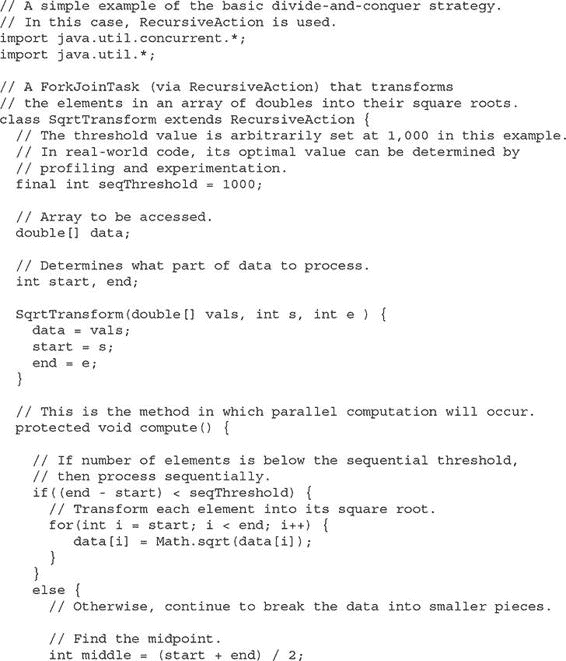 // A simple example of the basic divide-and-conquer strategy.
// In this case, RecursiveAction is used.
import java.util.concurrent.*;
import java.util.*;

// A ForkJoinTask (via RecursiveAction) that transforms
// the elements in an array of doubles into their square roots.
class SqrtTransform extends RecursiveAction {
  // The threshold value is arbitrarily set at 1,000 in this example.
  // In real-world code, its optimal value can be determined by
  // profiling and experimentation.
  final int seqThreshold = 1000;

  // Array to be accessed.
  double[] data;

  // Determines what part of data to process.
  int start, end;

  SqrtTransform(double[] vals, int s, int e ) {
    data = vals;
    start = s;
    end = e;
  }

  // This is the method in which parallel computation will occur.
  protected void compute() {

    // If number of elements is below the sequential threshold,
    // then process sequentially.
    if((end - start) < seqThreshold) {
      // Transform each element into its square root.
      for(int i = start; i < end; i++) {
         data[i] = Math.sqrt(data[i]);
      }
    }
    else {
      // Otherwise, continue to break the data into smaller pieces.

      // Find the midpoint.
      int middle = (start + end) / 2;